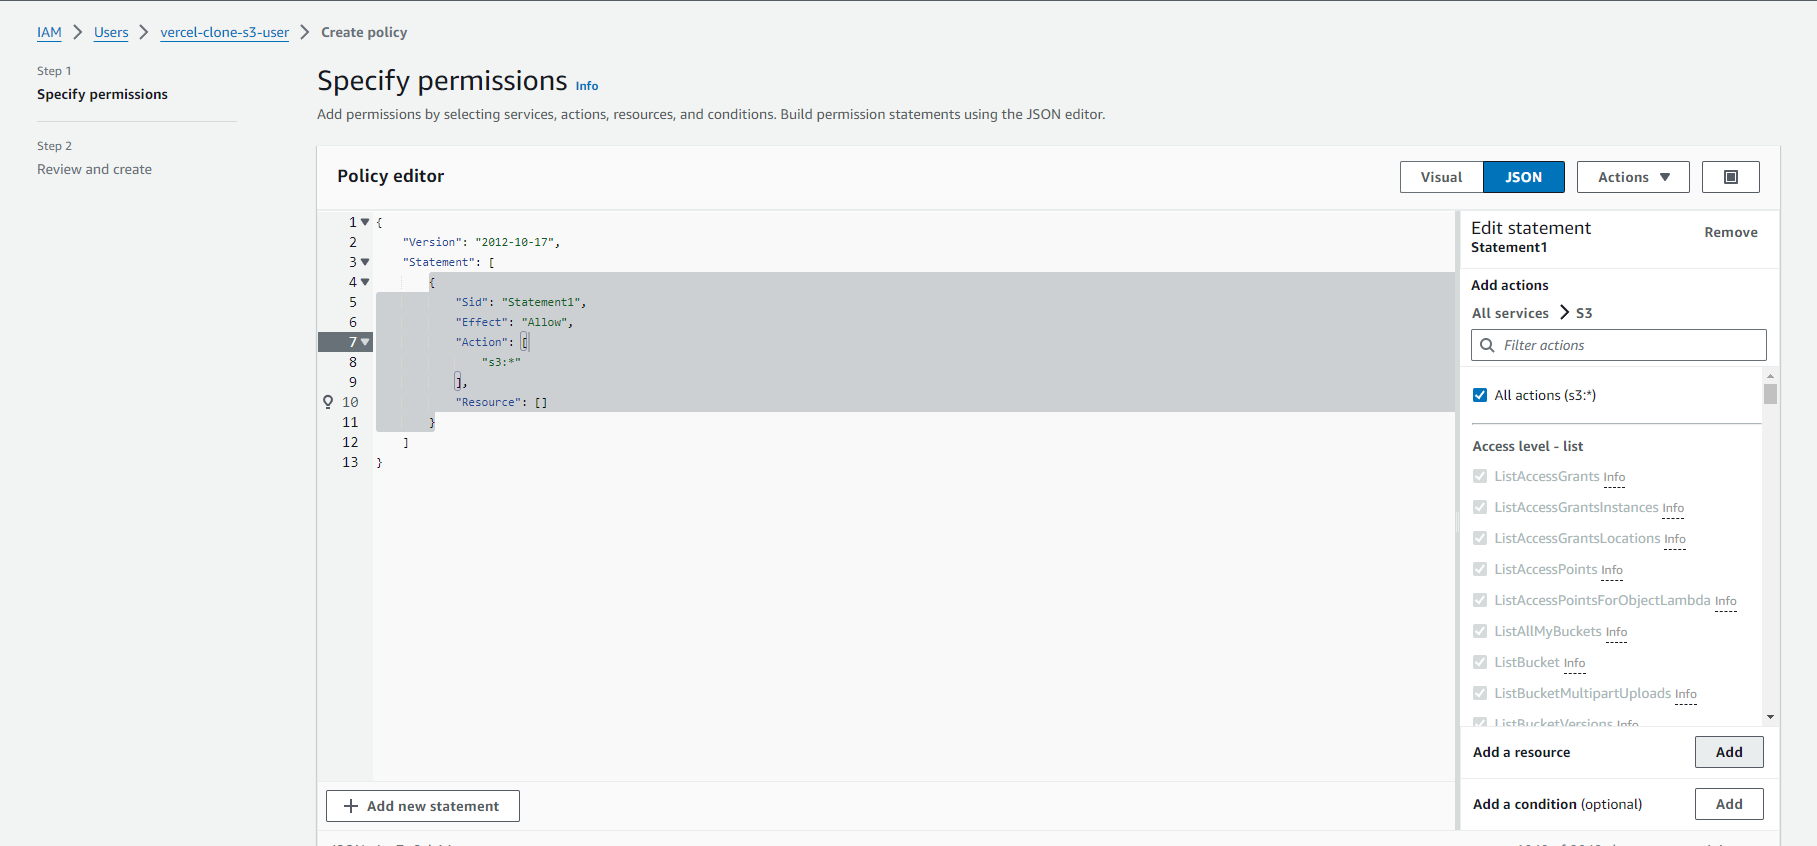 IAM > Users > vercel-clone-s3-user > Create policy
Step 1
Specify permissions
Step 2
Review and create
Specify permissions Info
Add permissions by selecting services, actions, resources, and conditions. Build permission statements using the JSON editor.
Policy editor
Visual
JSON
Actions
1 {
2 "Version": "2012-10-17",
3 "Statement": [
4 {
5 "Sid": "Statement1",
6 "Effect": "Allow",
7 "Action": [
8 "s3:*"
9 ],
10 "Resource": []
11 }
12 ]
13 }
+ Add new statement
Edit statement
Statement1
Remove
Add actions
All services > S3
Filter actions
All actions (s3:*)
Access level - list
ListAccessGrants Info
ListAccessGrantsInstances Info
ListAccessGrantsLocations Info
ListAccessPoints Info
ListAccessPointsForObjectLambda Info
ListAllMyBuckets Info
ListBucket Info
ListBucketMultipartUploads Info
ListBucketVersions Info
Add a resource
Add
Add a condition (optional)
Add